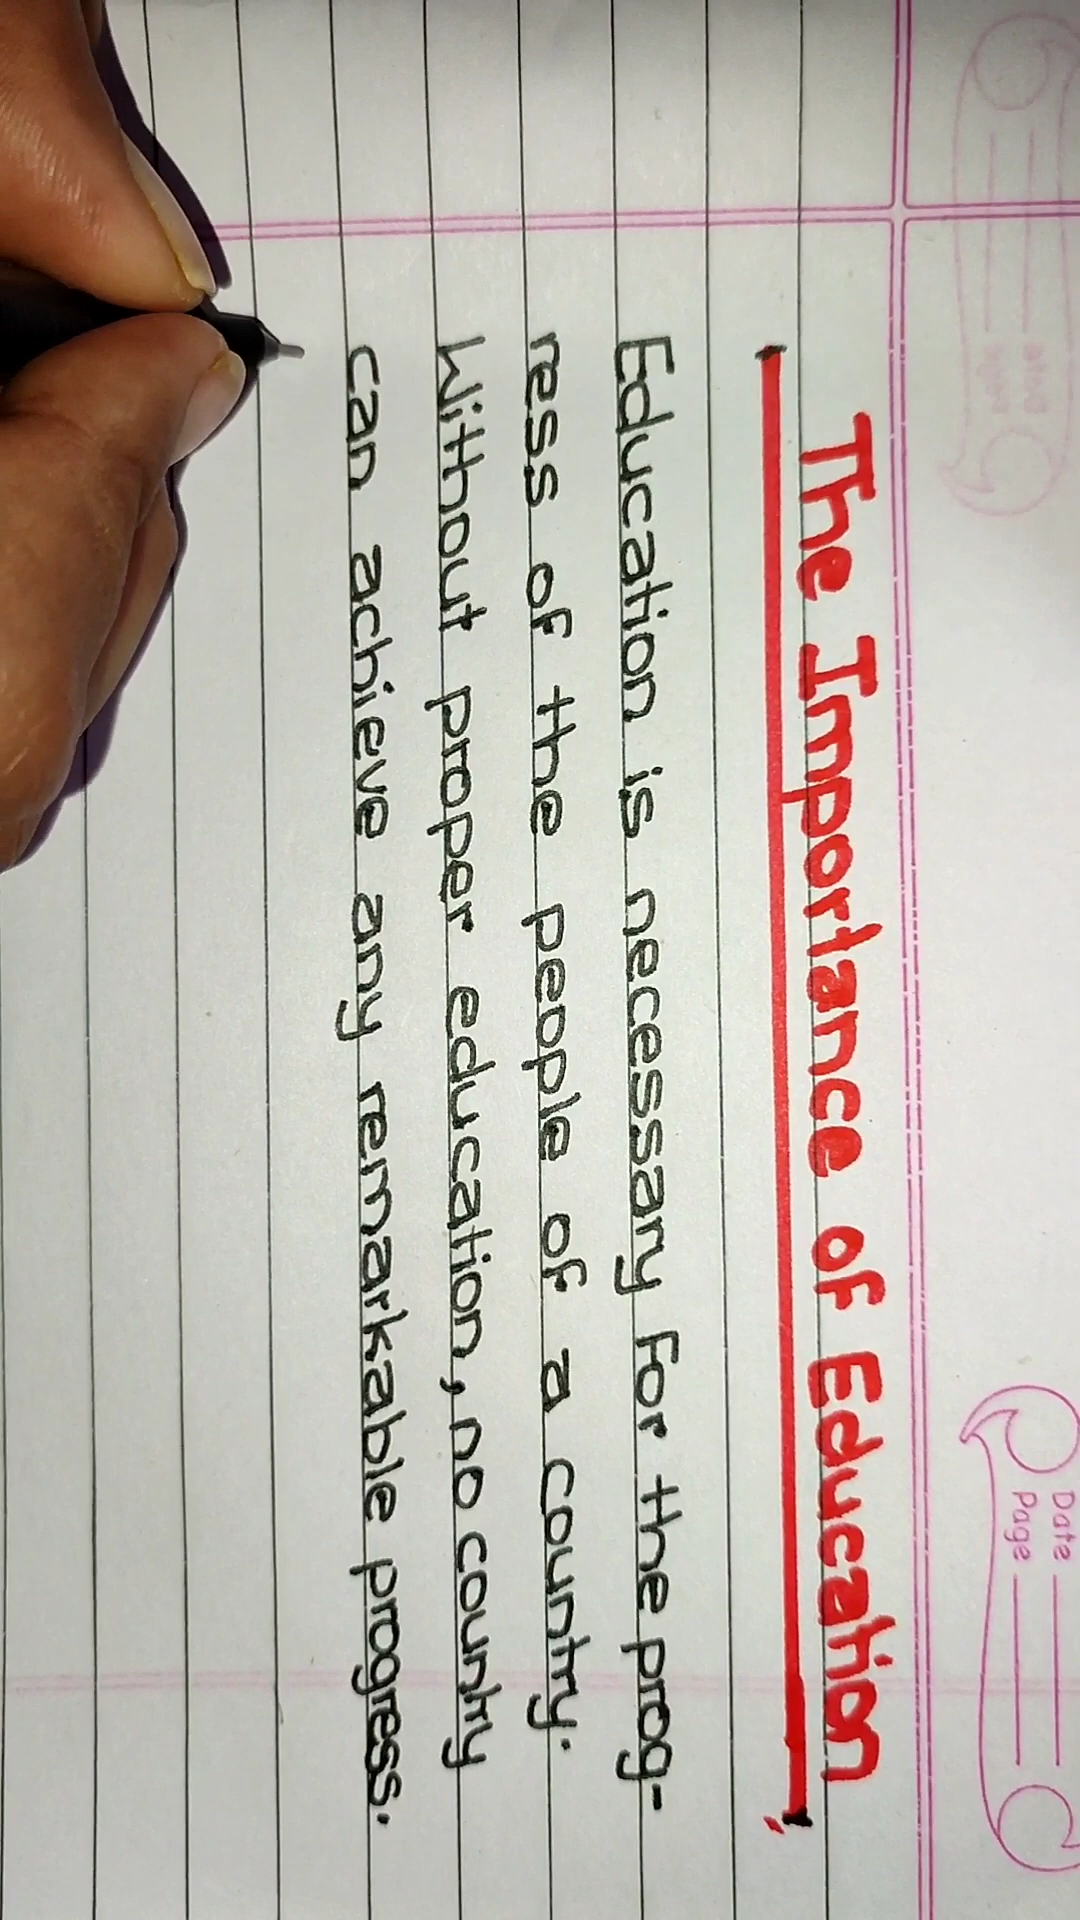 Date
Page
The Importance of Education
Education is necessary for the prog-
ress of the people of a country.
Without proper education, no country
can achieve any remarkable progress.